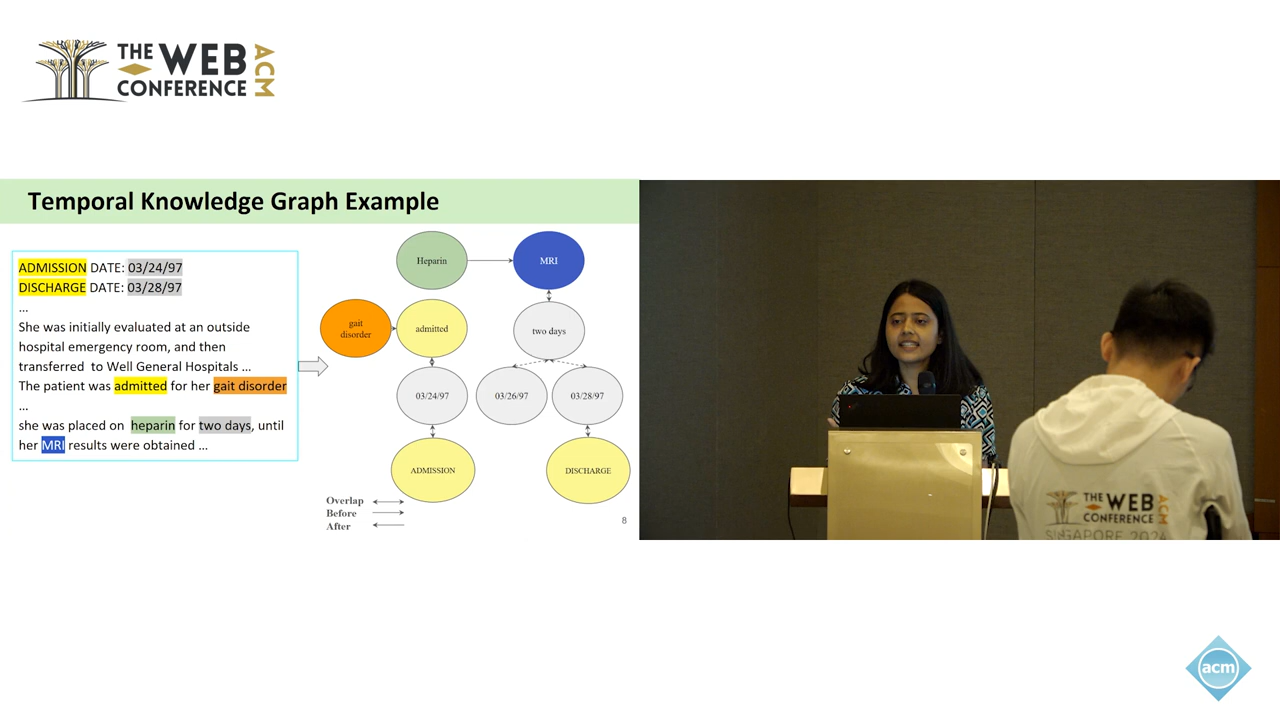 THE WEB
CONFERENCE
ACM
Temporal Knowledge Graph Example
ADMISSION DATE: 03/24/97
DISCHARGE DATE: 03/28/97
...
She was initially evaluated at an outside
hospital emergency room, and then
transferred to Well General Hospitals ...
The patient was admitted for her gait disorder
...
she was placed on heparin for two days, until
her MRI results were obtained ...
Heparin
MRI
gait
disorder
admitted
two days
03/24/97
03/26/97
03/28/97
ADMISSION
DISCHARGE
Overlap
Before
After
8
THE WEB
CONFERENCE
ACM
SINGAPORE 2024
acm